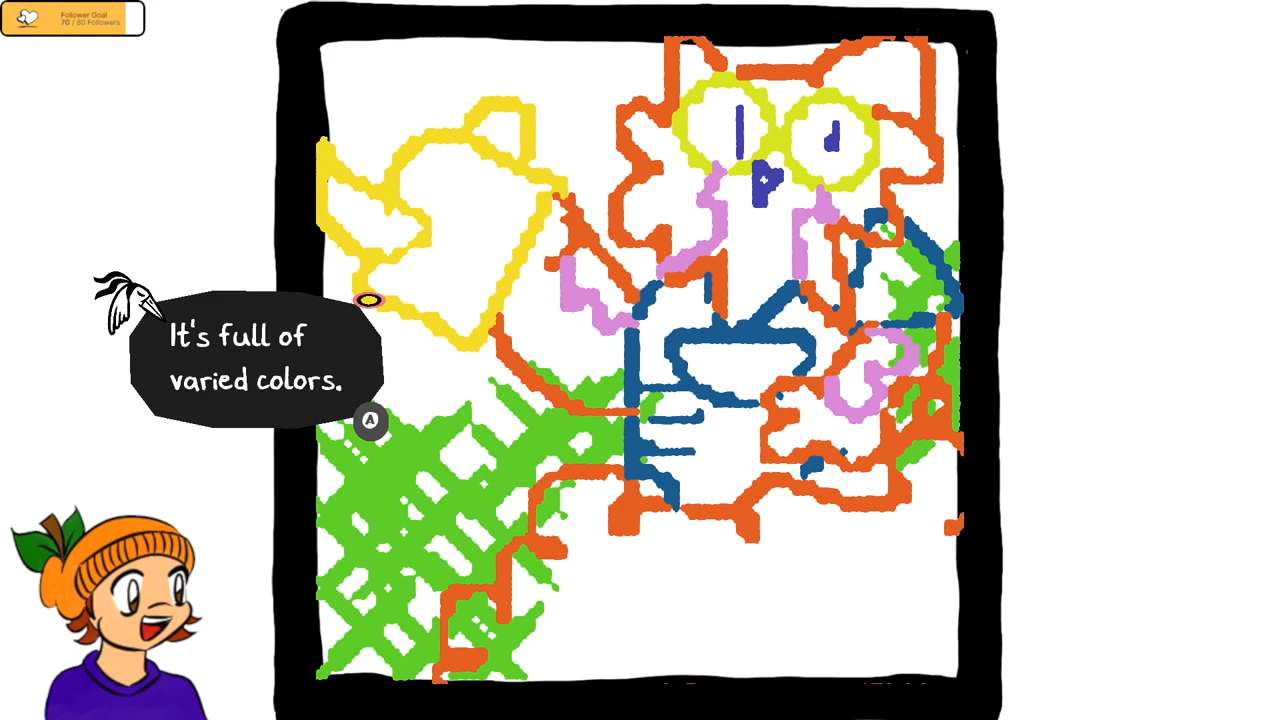 Follower Goal
70 / 80 Followers
It's full of
varied colors.
A